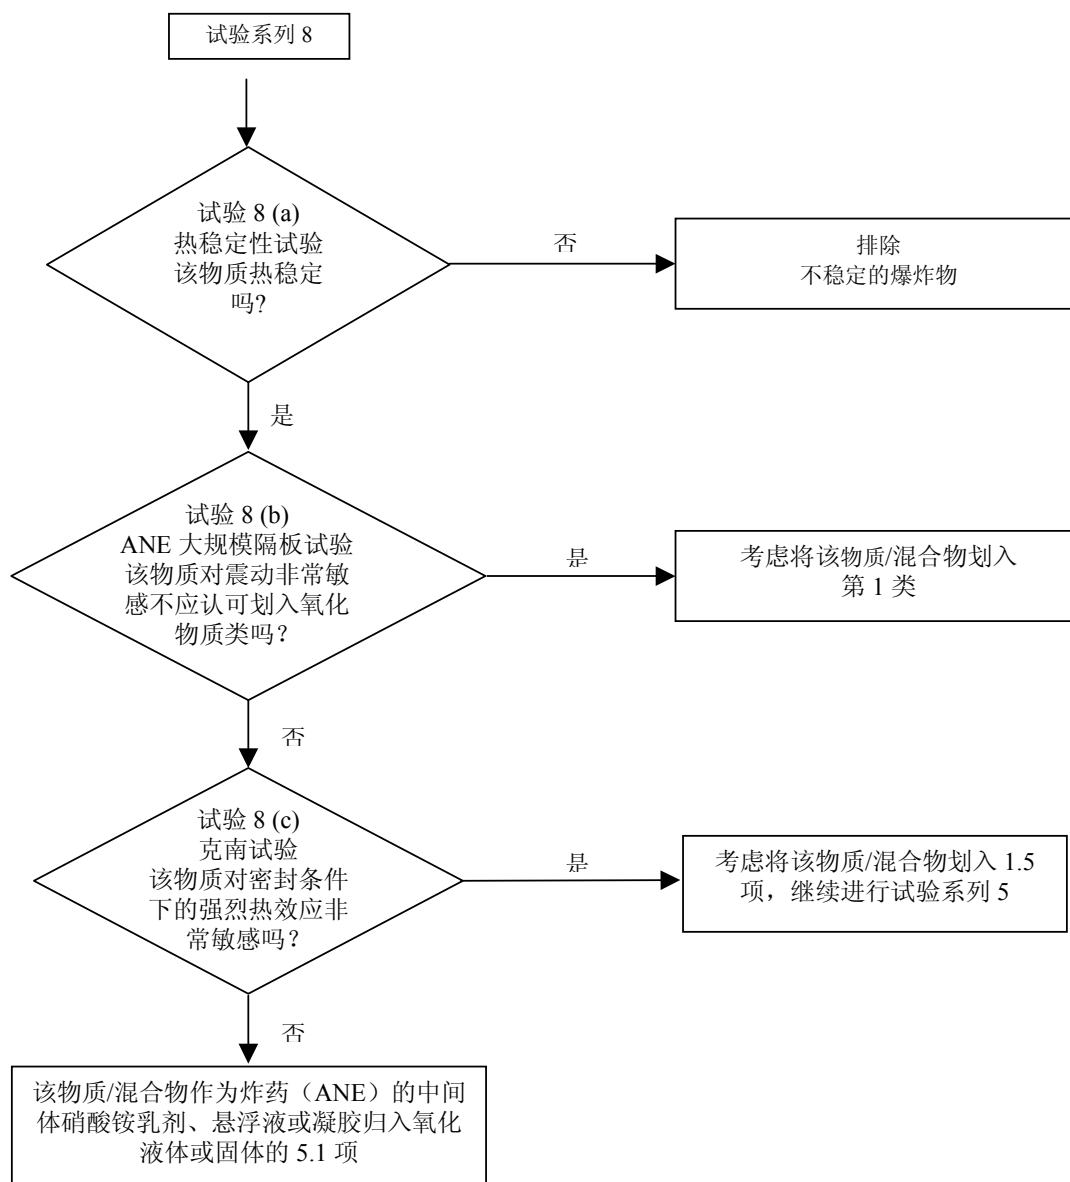 试验系列 8
试验 8 (a)
热稳定性试验
该物质热稳定
吗?
否
排除
不稳定的爆炸物
是
试验 8 (b)
ANE 大规模隔板试验
该物质对震动非常敏
感不应认可划入氧化
物质类吗？
是
考虑将该物质/混合物划入
第 1 类
否
试验 8 (c)
克南试验
该物质对密封条件
下的强烈热效应非
常敏感吗？
是
考虑将该物质/混合物划入 1.5
项，继续进行试验系列 5
否
该物质/混合物作为炸药（ANE）的中间
体硝酸铵乳剂、悬浮液或凝胶归入氧化
液体或固体的 5.1 项